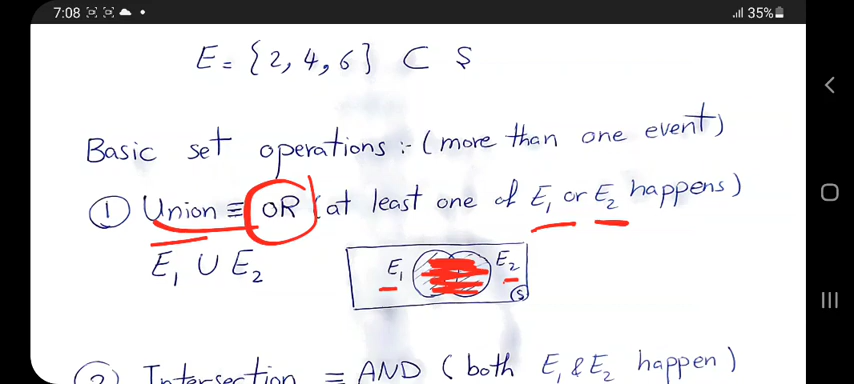 7:08 35%
E = {2, 4, 6} ⊂ S
Basic set operations :- (more than one event)
① Union ≡ OR (at least one of E₁ or E₂ happens)
E₁ ∪ E₂
E₁ E₂
S
② Intersection ≡ AND (both E₁ & E₂ happen)